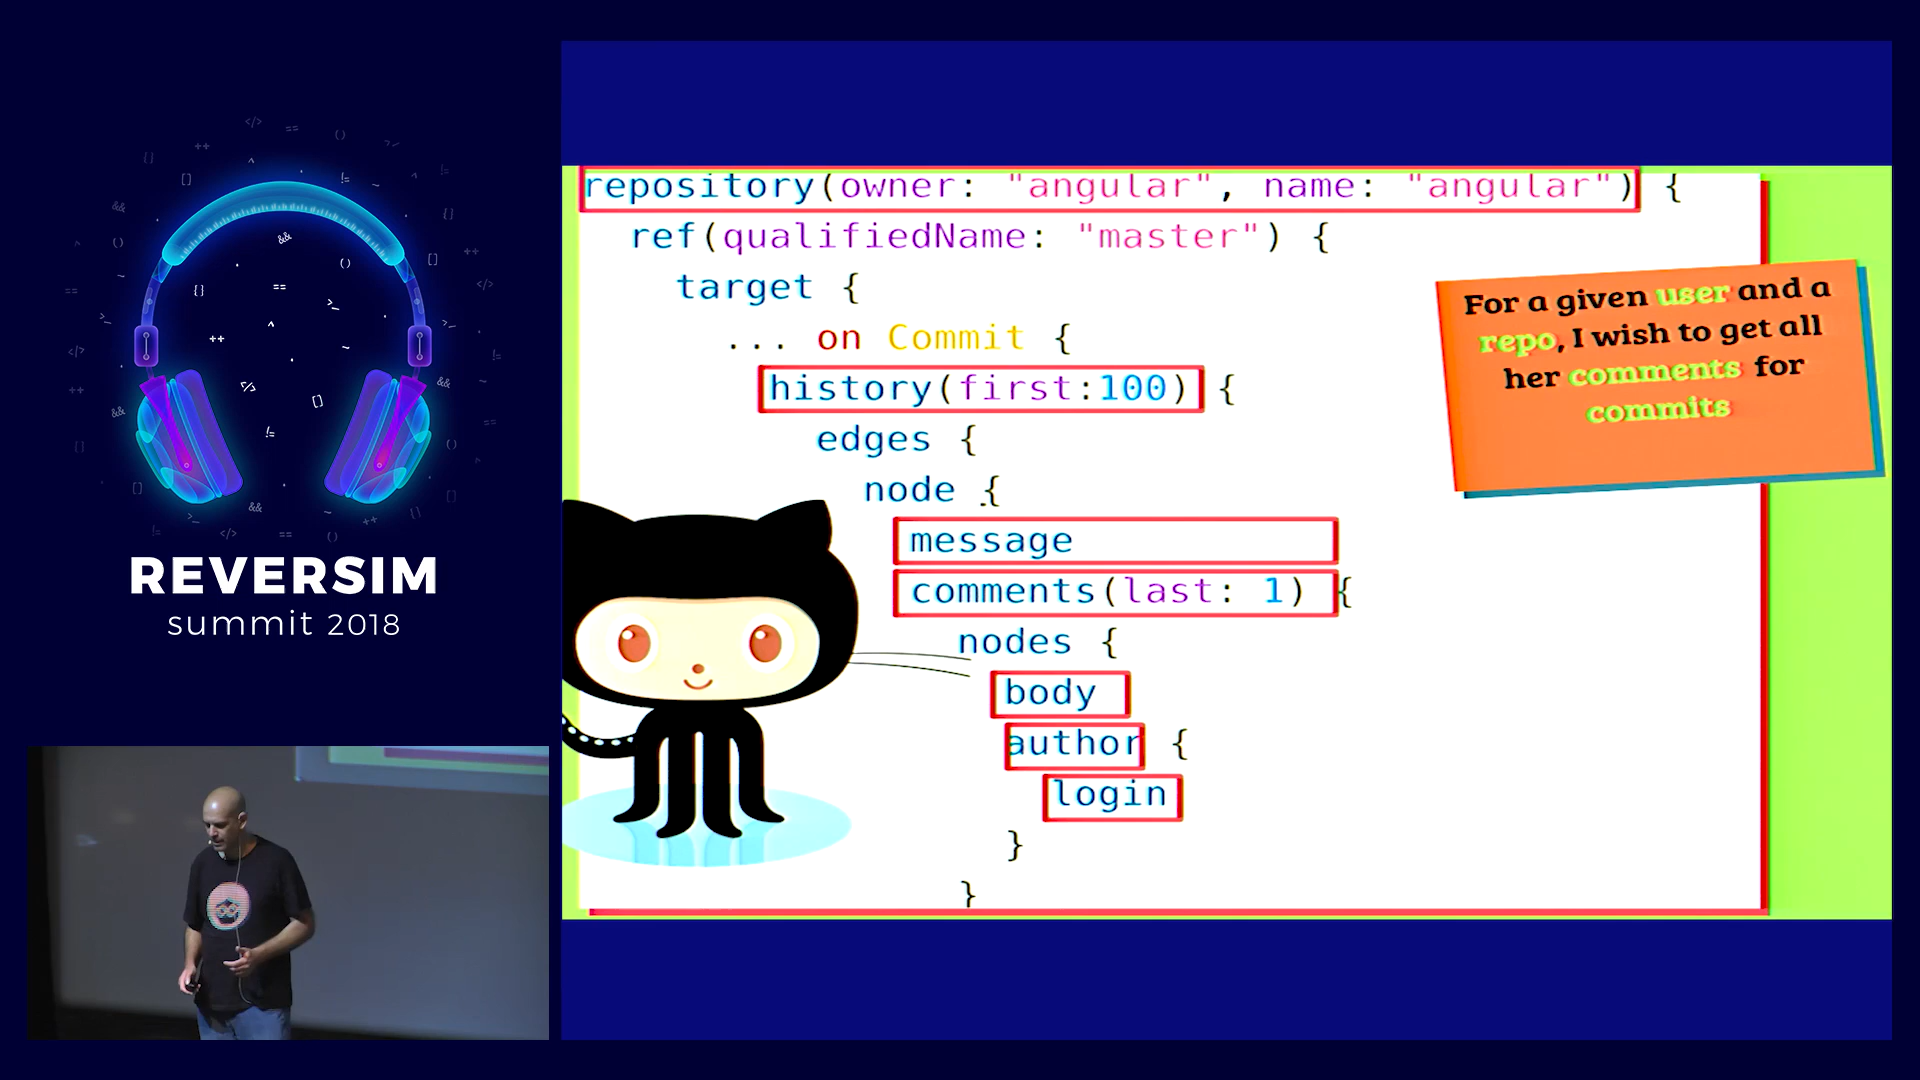 REVERSIM
summit 2018
repository(owner: "angular", name: "angular") {
ref(qualifiedName: "master") {
target {
... on Commit {
history(first:100) {
edges {
node {
message
comments(last: 1) {
nodes {
body
author {
login
}
}
For a given user and a
repo, I wish to get all
her comments for
commits